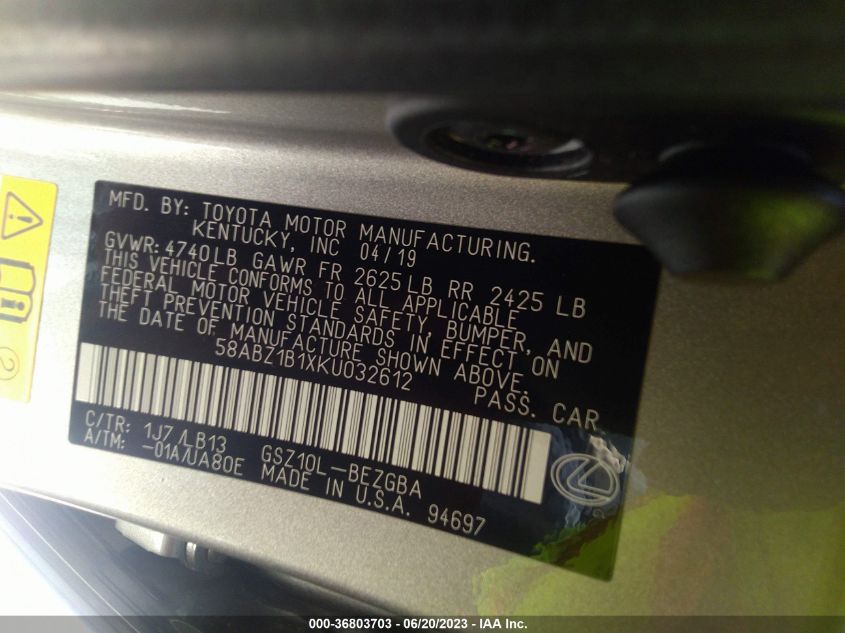 MFD. BY: TOYOTA MOTOR MANUFACTURING.
KENTUCKY, INC 04/19
GVWR: 4740LB GAWR FR 2625LB RR 2425 LB
THIS VEHICLE CONFORMS TO ALL APPLICABLE
FEDERAL MOTOR VEHICLE SAFETY, BUMPER, AND
THEFT PREVENTION STANDARDS IN EFFECT ON
THE DATE OF MANUFACTURE SHOWN ABOVE.
58ABZ1B1XKU032612
PASS. CAR
C/TR: 1J7/LB13
A/TM: -01A/UA80E
GSZ10L-BEZGBA
MADE IN U.S.A. 94697
000-36803703 - 06/20/2023 - IAA Inc.